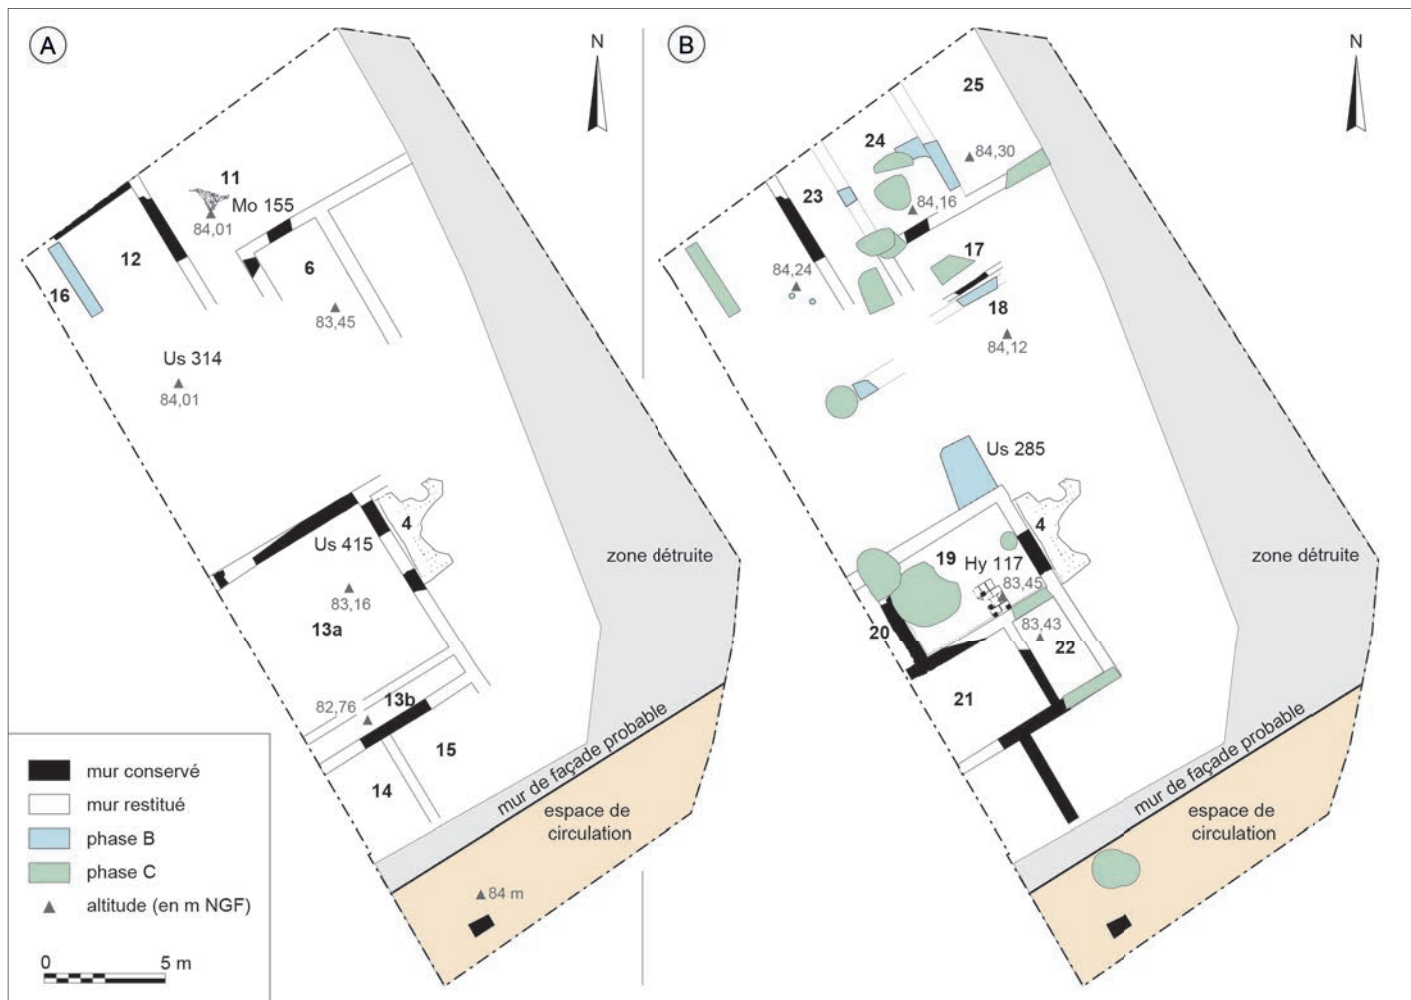 A
N
11
Mo 155
84,01
12
6
16
83,45
Us 314
84,01
4
Us 415
83,16
13a
zone détruite
82,76
13b
15
14
mur de façade probable
espace de
circulation
84 m
mur conservé
mur restitué
phase B
phase C
altitude (en m NGF)
0
5 m
B
N
25
24
84,30
23
84,16
17
84,24
18
84,12
Us 285
4
19
Hy 117
83,45
zone détruite
20
83,43
22
21
mur de façade probable
espace de
circulation